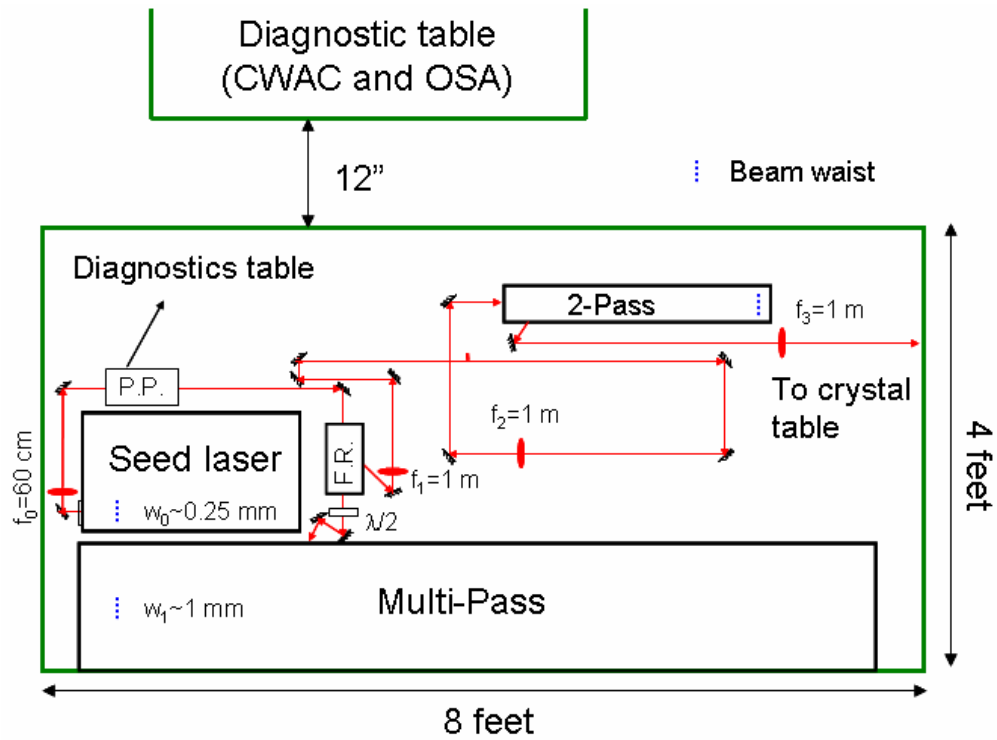 Diagnostic table
(CWAC and OSA)
12”
Beam waist
Diagnostics table
2-Pass
f₃=1 m
P.P.
To crystal
table
f₂=1 m
Seed laser
F.R.
f₁=1 m
f₀=60 cm
w₀~0.25 mm
λ/2
4 feet
w₁~1 mm
Multi-Pass
8 feet